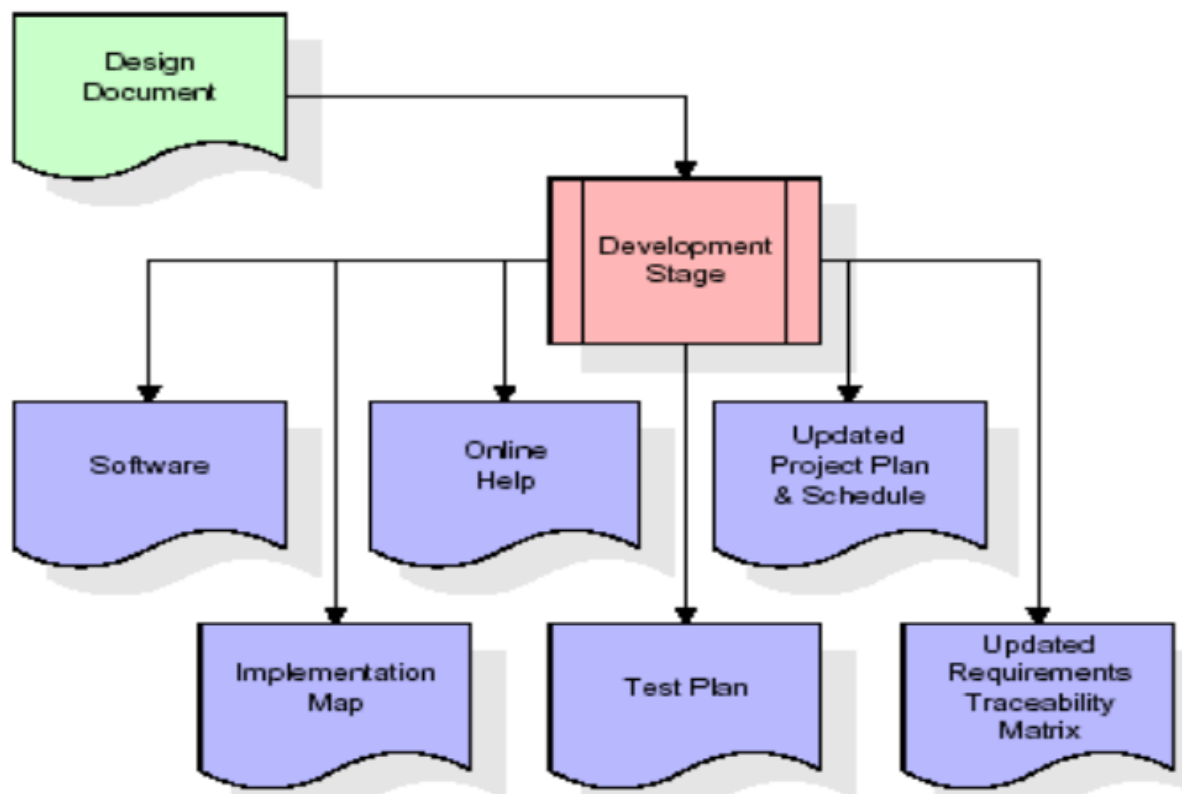 Design
Document
Development
Stage
Software
Online
Help
Updated
Project Plan
& Schedule
Implementation
Map
Test Plan
Updated
Requirements
Traceability
Matrix